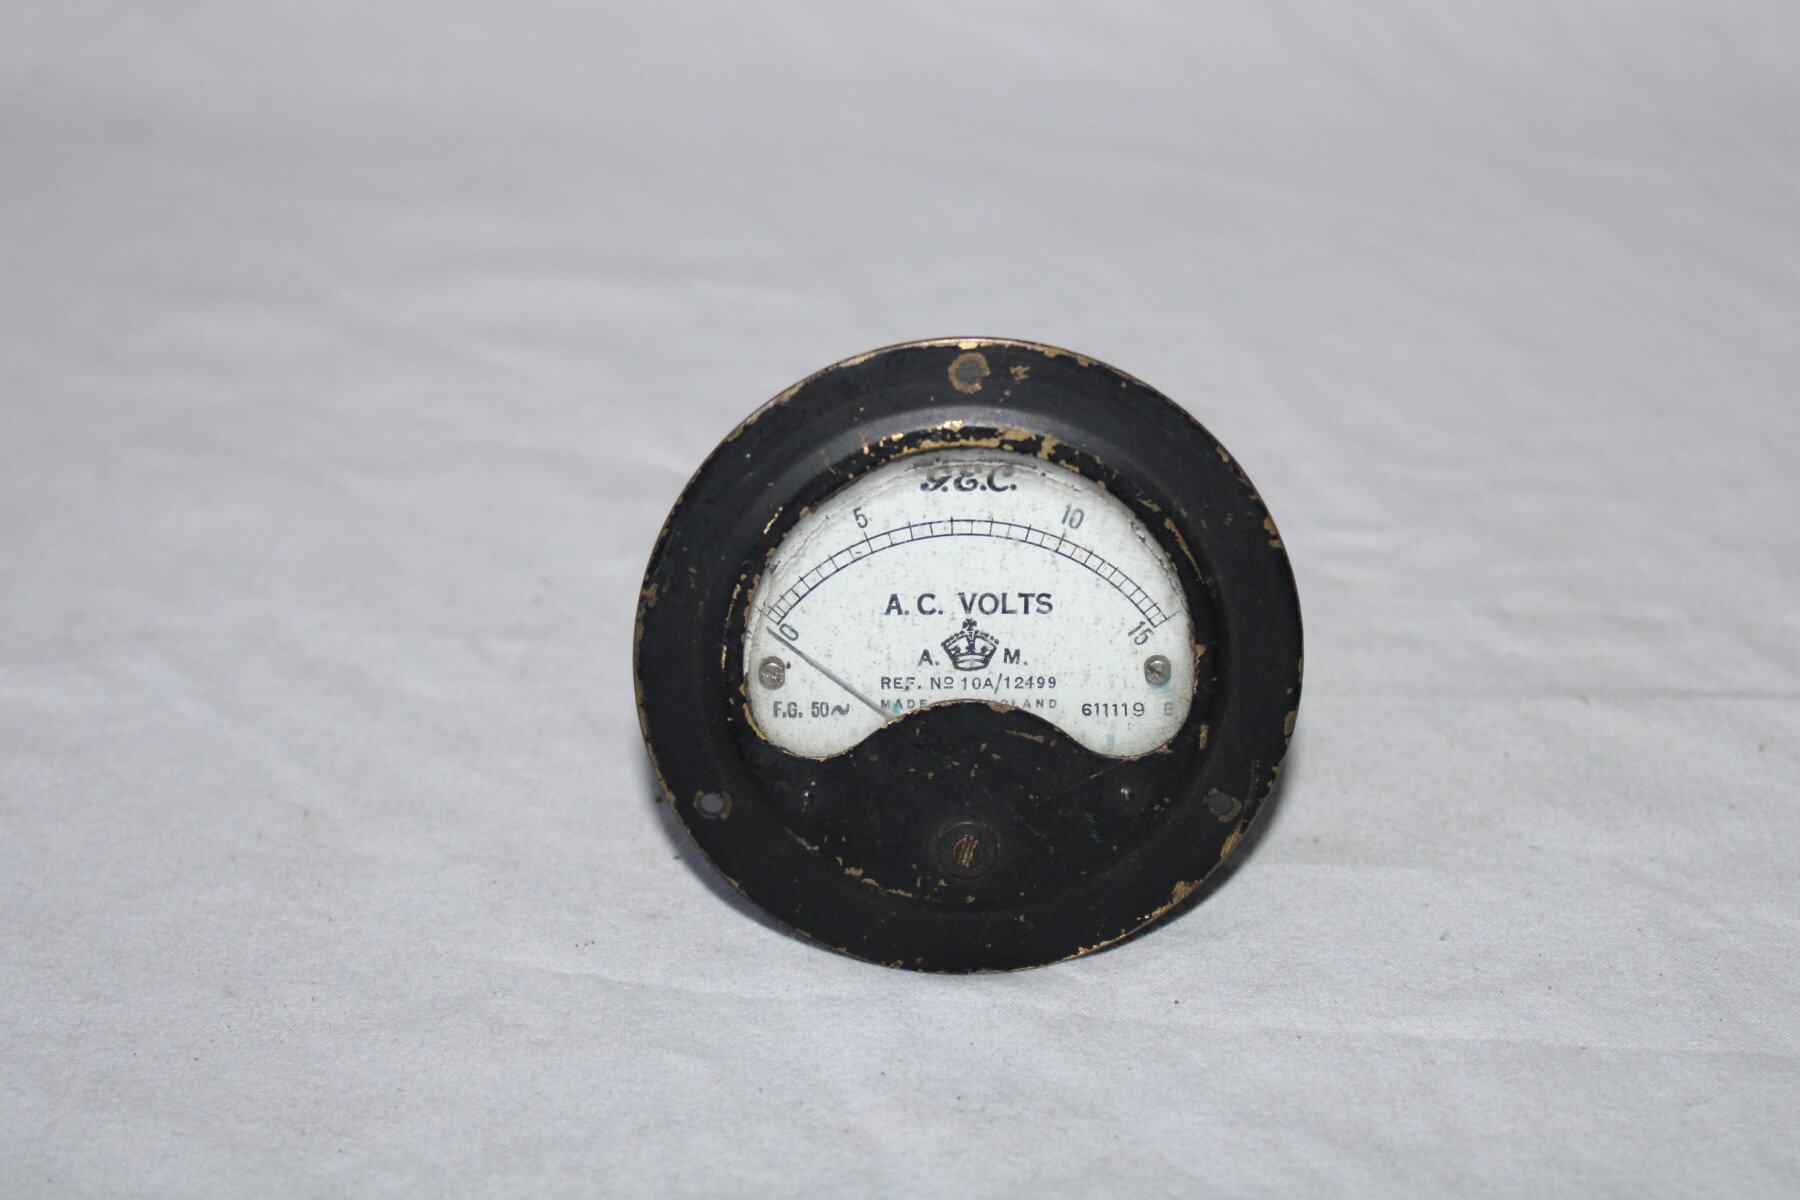 G.E.C.
5 10
0 15
A.C. VOLTS
A. M.
REF. Nº 10A/12499
F.G. 50~ MADE 611119